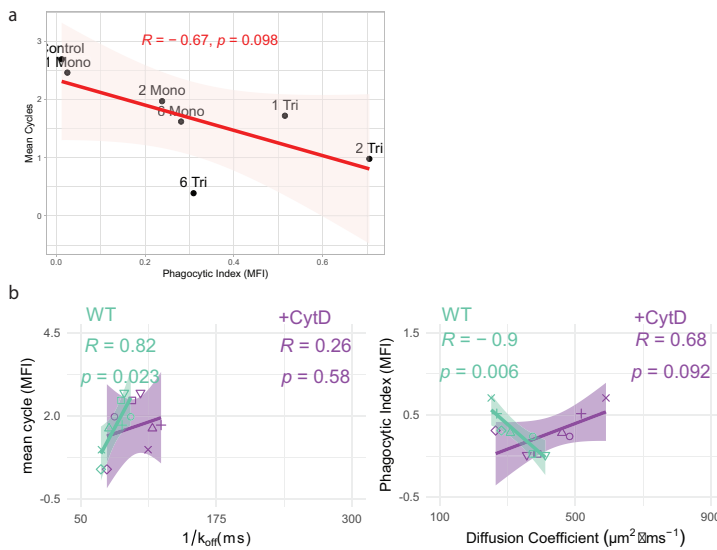 a
R = − 0.67, p = 0.098
ontrol
1 Mono
2 Mono
6 Mono
1 Tri
2 Tri
6 Tri
Mean Cycles
3
2
1
0
0.0 0.2 0.4 0.6
Phagocytic Index (MFI)
b
WT +CytD
R = 0.82 R = 0.26
p = 0.023 p = 0.58
mean cycle (MFI)
4.5
2.0
-0.5
50 175 300
1/koff(ms)
WT +CytD
R = − 0.9 R = 0.68
p = 0.006 p = 0.092
Phagocytic Index (MFI)
1.5
0.5
-0.5
100 500 900
Diffusion Coefficient (µm²▯ms⁻¹)